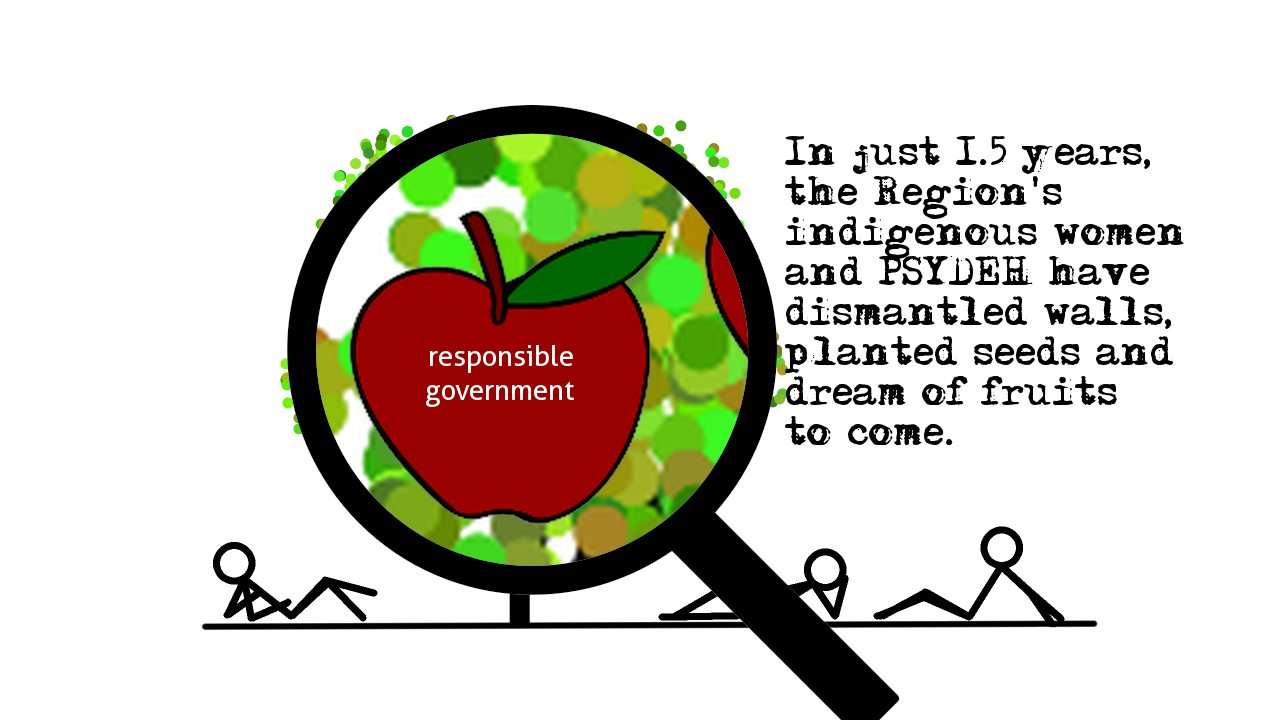 responsible
government
In just 1.5 years,
the Region's
indigenous women
and PSYDEH have
dismantled walls,
planted seeds and
dream of fruits
to come.